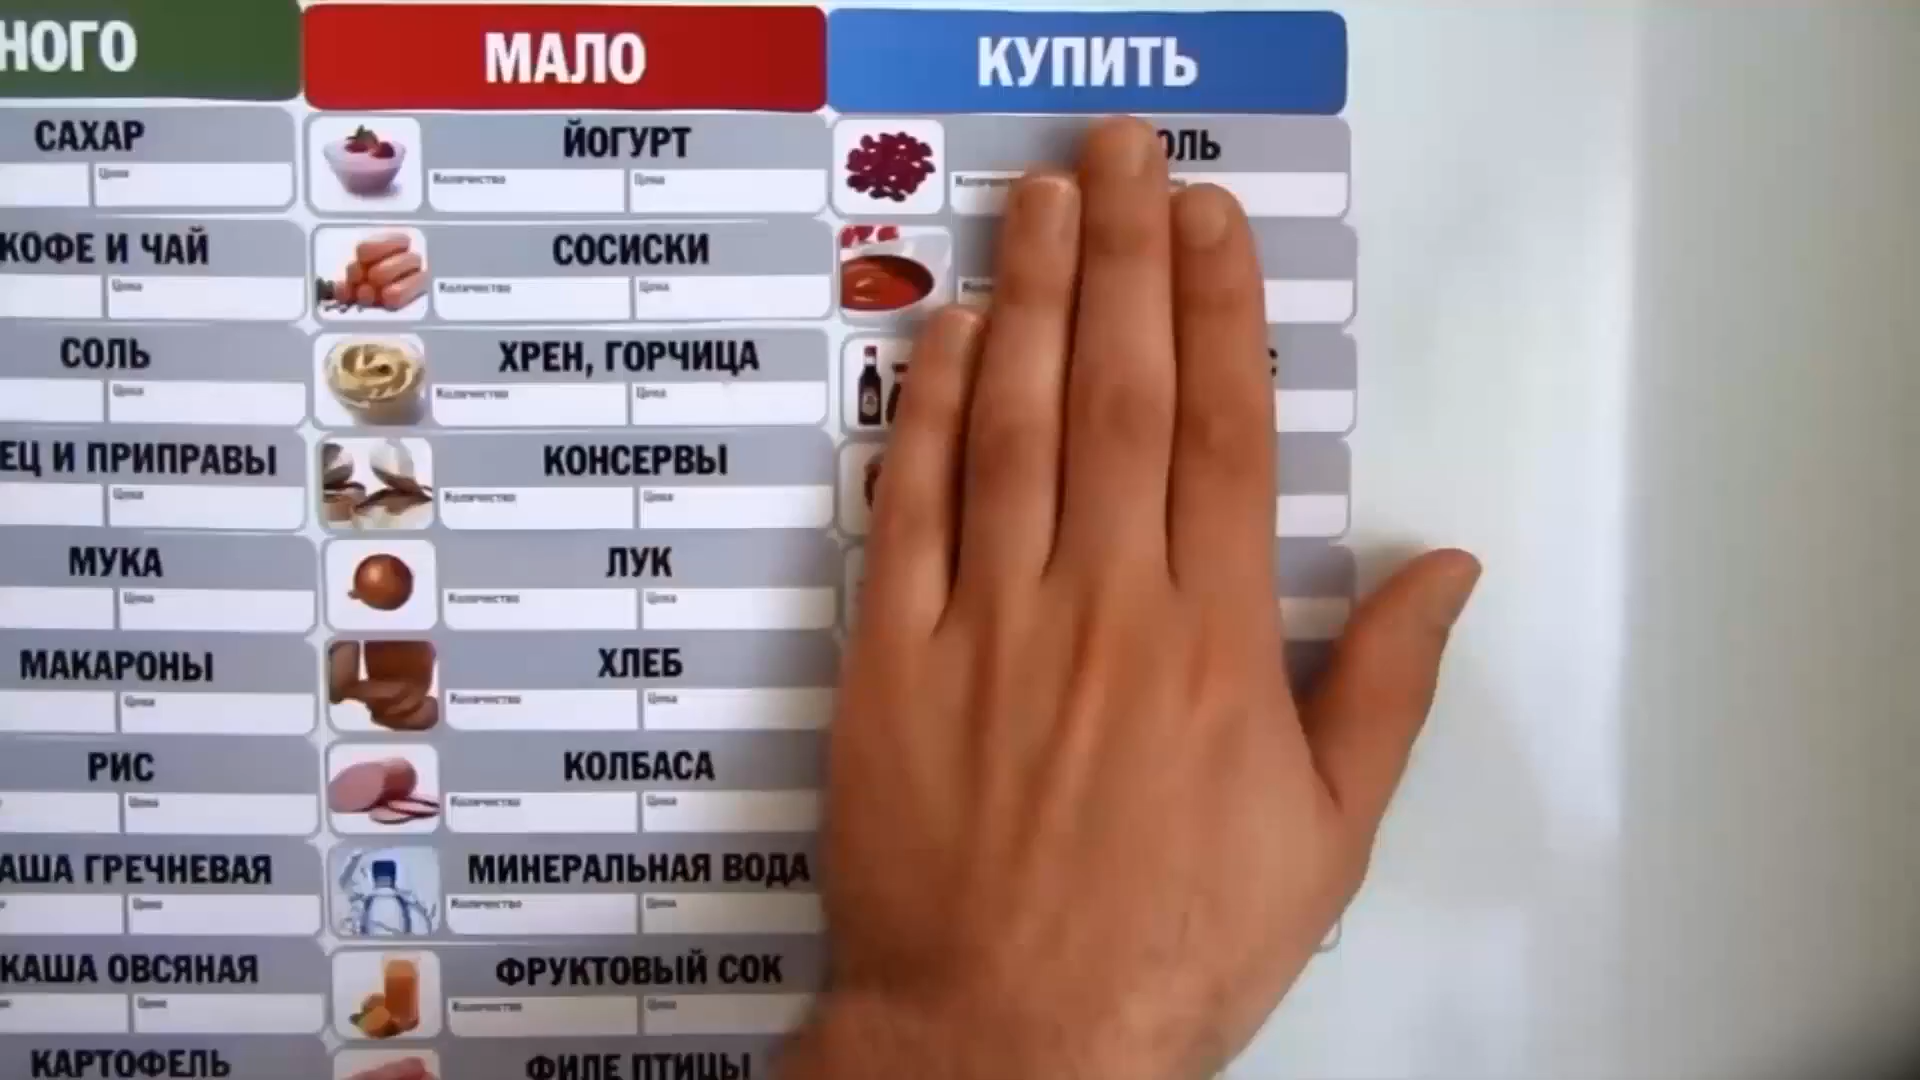 НОГО МАЛО КУПИТЬ
САХАР ЙОГУРТ ОЛЬ
Цена Количество Цена
КОФЕ И ЧАЙ СОСИСКИ
Цена Количество Цена
СОЛЬ ХРЕН, ГОРЧИЦА
Цена Количество Цена
ЕЦ И ПРИПРАВЫ КОНСЕРВЫ
Цена Количество Цена
МУКА ЛУК
Цена Количество Цена
МАКАРОНЫ ХЛЕБ
Цена Количество Цена
РИС КОЛБАСА
Цена Количество Цена
АША ГРЕЧНЕВАЯ МИНЕРАЛЬНАЯ ВОДА
Цена Количество Цена
КАША ОВСЯНАЯ ФРУКТОВЫЙ СОК
Цена Количество Цена
КАРТОФЕЛЬ ФИЛЕ ПТИЦЫ